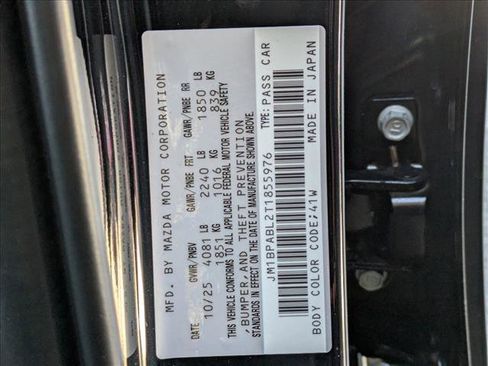 MFD. BY MAZDA MOTOR CORPORATION
DATE GVWR/PNBV GAWR/PNBE FRT GAWR/PNBE RR
10/25 4081 LB 2240 LB 1850 LB
1851 KG 1016 KG 839 KG
THIS VEHICLE CONFORMS TO ALL APPLICABLE FEDERAL MOTOR VEHICLE SAFETY
,BUMPER,AND THEFT PREVENTION
STANDARDS IN EFFECT ON THE DATE OF MANUFACTURE SHOWN ABOVE.
JM1BPABL2T1855976 TYPE:PASS CAR
BODY COLOR CODE;41W MADE IN JAPAN